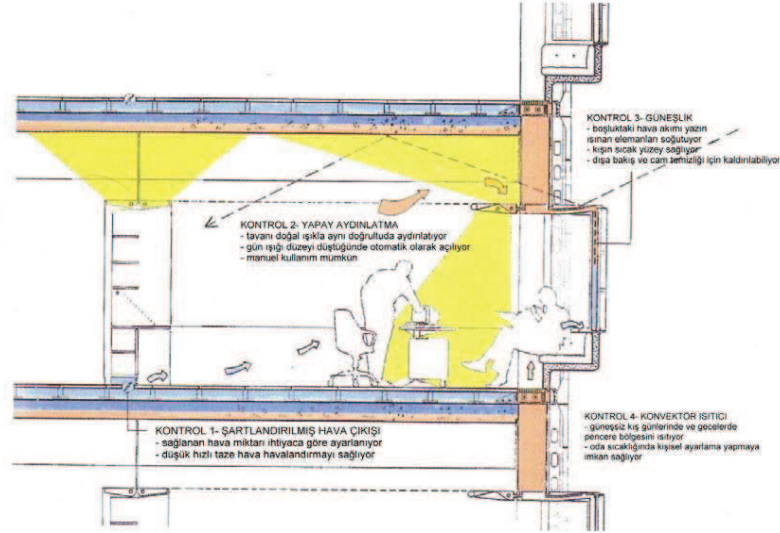 KONTROL 3- GÜNEŞLİK
- boşluktaki hava akımı yazın
ısınan elemanları soğutuyor
- kışın sıcak yüzey sağlıyor
- dışa bakış ve cam temizliği için kaldırılabiliyor
KONTROL 2- YAPAY AYDINLATMA
- tavanı doğal ışıkla aynı doğrultuda aydınlatıyor
- gün ışığı düzeyi düştüğünde otomatik olarak açılıyor
- manuel kullanım mümkün
KONTROL 1- ŞARTLANDIRILMIŞ HAVA ÇIKIŞI
- sağlanan hava miktarı ihtiyaca göre ayarlanıyor
- düşük hızlı taze hava havalandırmayı sağlıyor
KONTROL 4- KONVEKTÖR ISITICI
- güneşsiz kış günlerinde ve gecelerde
pencere bölgesini ısıtıyor
- oda sıcaklığında kişisel ayarlama yapmaya
imkan sağlıyor